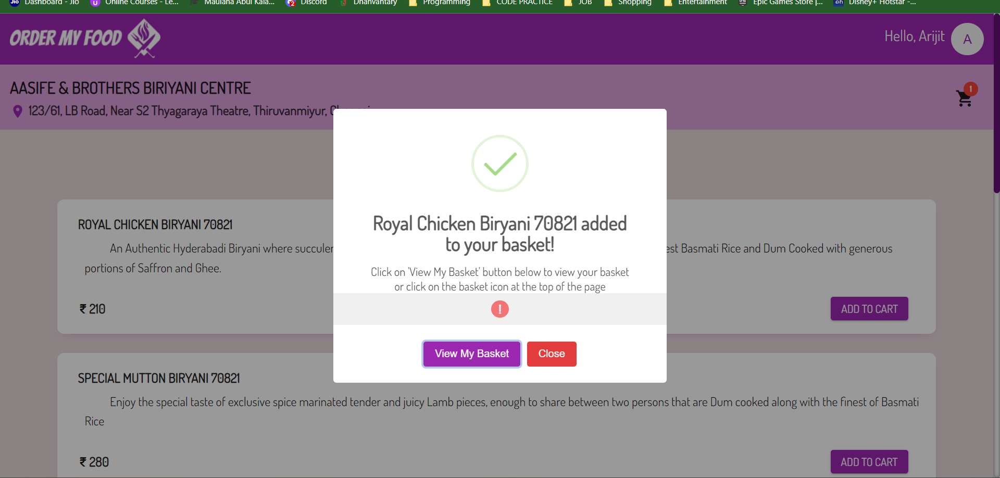 Dashboard - Jio Online Courses - Le... Maulana Abul Kala... Discord Dhanvantary Programming CODE PRACTICE JOB Shopping Entertainment Epic Games Store |... Disney+ Hotstar -...
ORDER MY FOOD
Hello, Arijit A
AASIFE & BROTHERS BIRIYANI CENTRE
1
123/61, LB Road, Near S2 Thyagaraya Theatre, Thiruvanmiyur,
Royal Chicken Biryani 70821 added
to your basket!
Click on 'View My Basket' button below to view your basket
or click on the basket icon at the top of the page
!
View My Basket Close
ROYAL CHICKEN BIRYANI 70821
An Authentic Hyderabadi Biryani where Basmati Rice and Dum Cooked with generous
portions of Saffron and Ghee.
₹ 210 ADD TO CART
SPECIAL MUTTON BIRYANI 70821
Enjoy the special taste of exclusive spice marinated tender and juicy Lamb pieces, enough to share between two persons that are Dum cooked along with the finest of Basmati
Rice
₹ 280 ADD TO CART